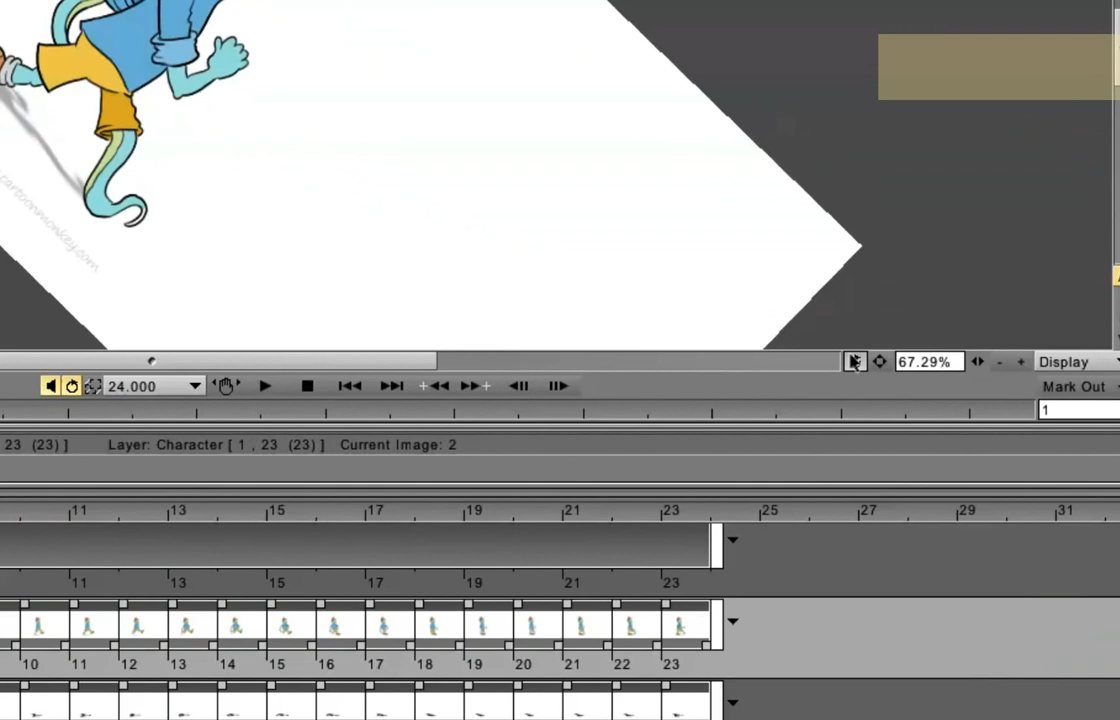 cartoonmonkey.com
67.29% - + Display
24.000 Mark Out
1
23 (23) ] Layer: Character [ 1 , 23 (23) ] Current Image: 2
11 13 15 17 19 21 23 25 27 29 31
11 13 15 17 19 21 23
10 11 12 13 14 15 16 17 18 19 20 21 22 23